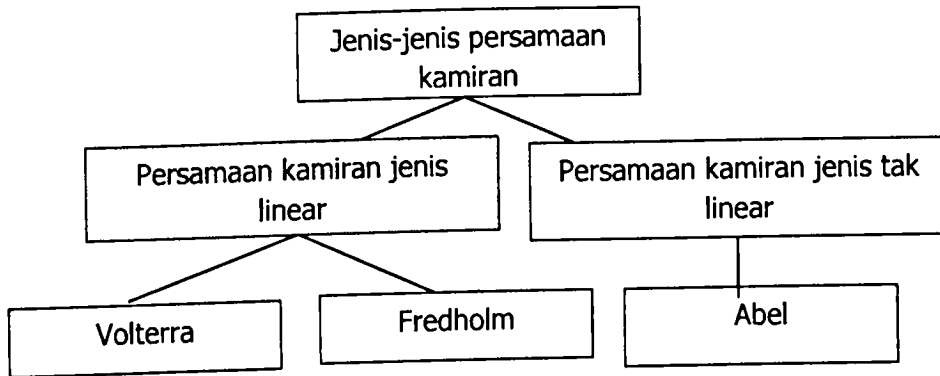 Jenis-jenis persamaan
kamiran
Persamaan kamiran jenis
linear
Persamaan kamiran jenis tak
linear
Volterra
Fredholm
Abel